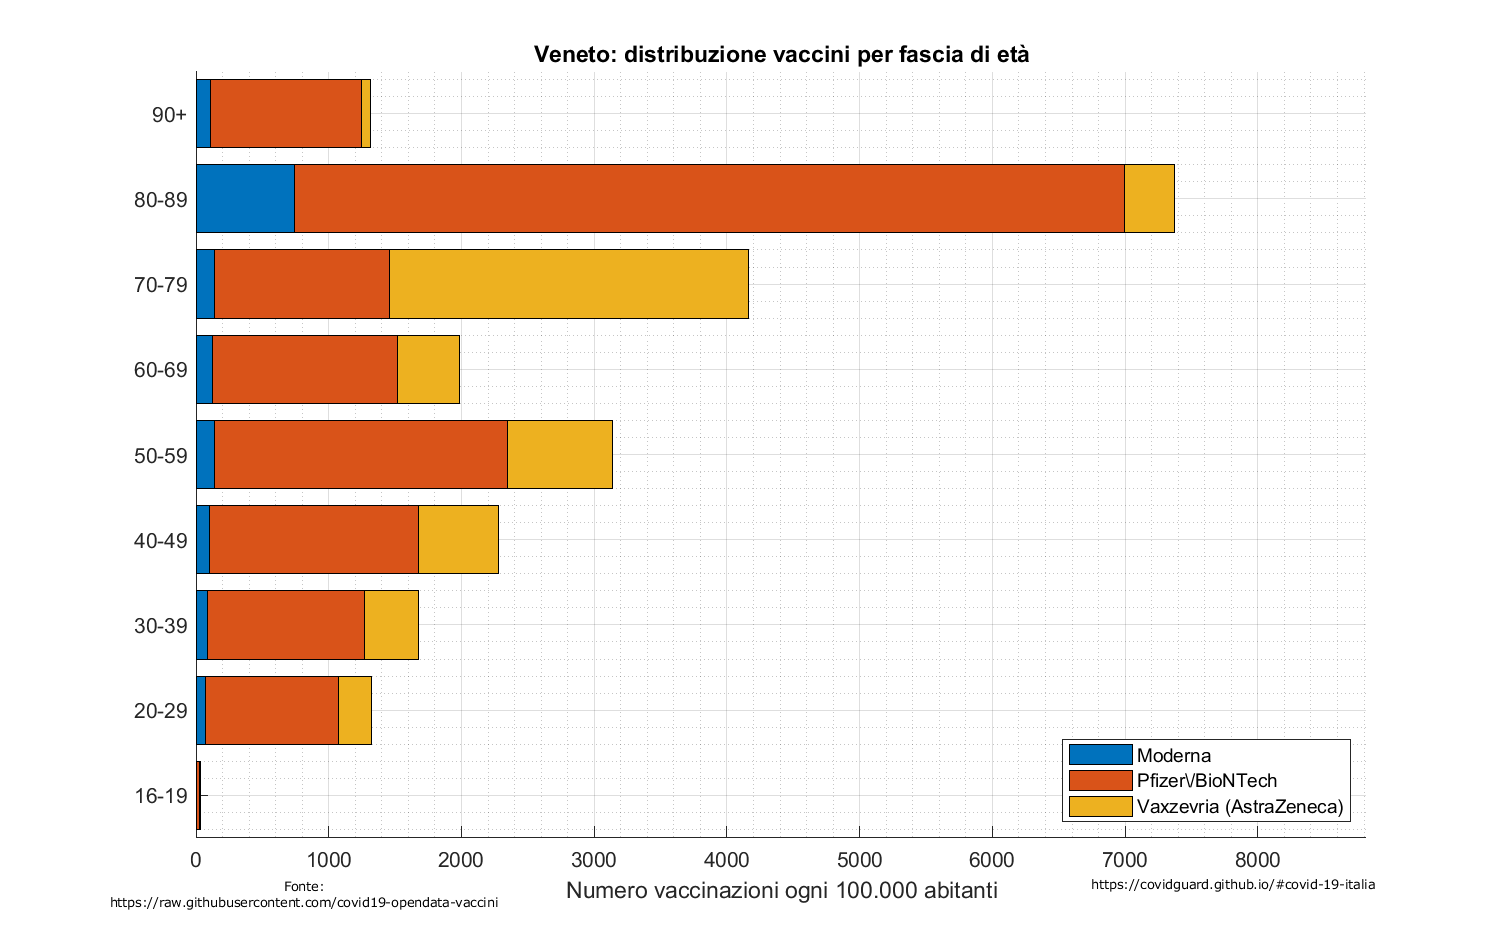 Veneto: distribuzione vaccini per fascia di età
90+
80-89
70-79
60-69
50-59
40-49
30-39
20-29
16-19
Moderna
Pfizer\/BioNTech
Vaxzevria (AstraZeneca)
0 1000 2000 3000 4000 5000 6000 7000 8000
Numero vaccinazioni ogni 100.000 abitanti
Fonte:
https://raw.githubusercontent.com/covid19-opendata-vaccini
https://covidguard.github.io/#covid-19-italia